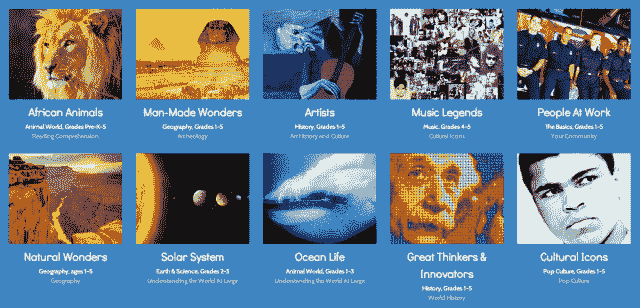 African Animals
Animal World, Grades Pre-K-5
Reading Comprehension
Man-Made Wonders
Geography, Grades 1-5
Archeology
Artists
History, Grades 1-5
Art History and Culture
Music Legends
Music, Grades 4-5
Cultural Icons
People At Work
The Basics, Grades 1-5
Your Community
Natural Wonders
Geography, ages 1-5
Geography
Solar System
Earth & Science, Grades 2-3
Understanding the World At Large
Ocean Life
Animal World, Grades 1-3
Understanding the World At Large
Great Thinkers &
Innovators
History, Grades 1-5
World History
Cultural Icons
Pop Culture, Grades 1-5
Pop Culture